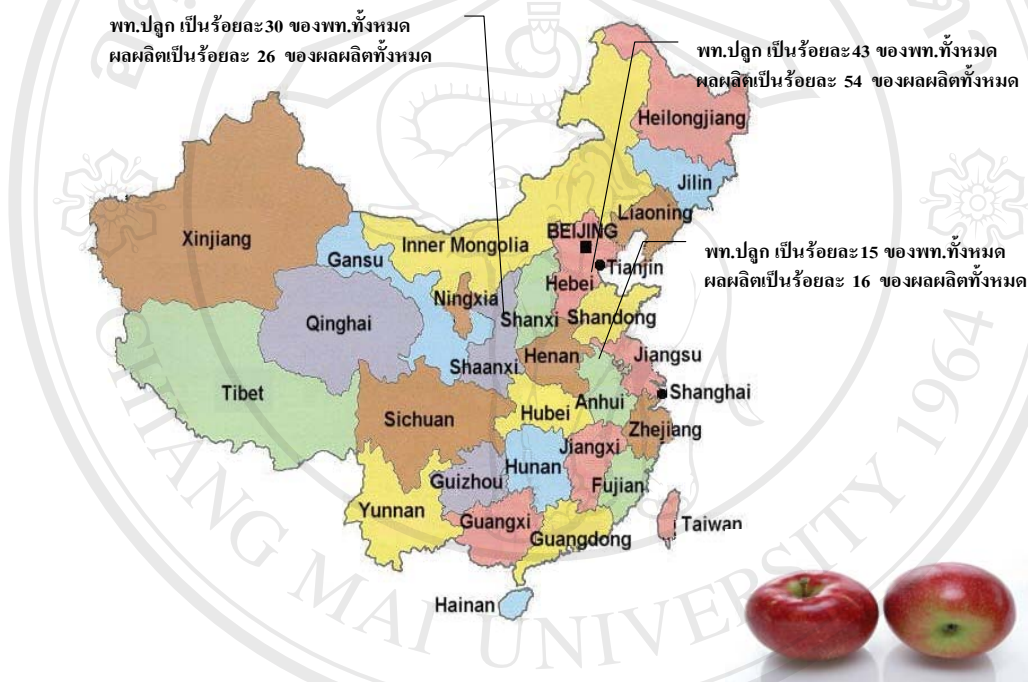 พท.ปลูก เป็นร้อยละ30 ของพท.ทั้งหมด
ผลผลิตเป็นร้อยละ 26 ของผลผลิตทั้งหมด
พท.ปลูก เป็นร้อยละ43 ของพท.ทั้งหมด
ผลผลิตเป็นร้อยละ 54 ของผลผลิตทั้งหมด
Heilongjiang
Jilin
Liaoning
Xinjiang
Inner Mongolia
BEIJING
Gansu
Tianjin
พท.ปลูก เป็นร้อยละ15 ของพท.ทั้งหมด
ผลผลิตเป็นร้อยละ 16 ของผลผลิตทั้งหมด
Hebei
Ningxia
Qinghai
Shanxi
Shandong
Shaanxi
Henan
Jiangsu
Tibet
Shanghai
Anhui
Sichuan
Hubei
Zhejiang
Jiangxi
Hunan
Guizhou
Fujian
Yunnan
Guangxi
Taiwan
Guangdong
Hainan
CHIANG MAI UNIVERSITY 1964